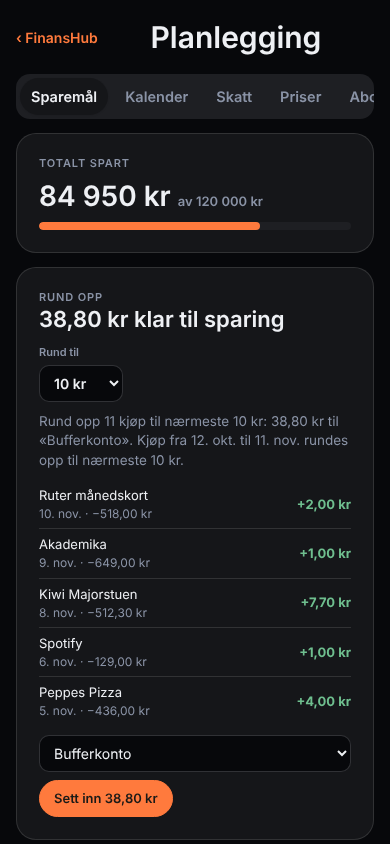 ‹ FinansHub
Planlegging
Sparemål Kalender Skatt Priser Abo
TOTALT SPART
84 950 kr av 120 000 kr
RUND OPP
38,80 kr klar til sparing
Rund til
10 kr
Rund opp 11 kjøp til nærmeste 10 kr: 38,80 kr til
«Bufferkonto». Kjøp fra 12. okt. til 11. nov. rundes
opp til nærmeste 10 kr.
Ruter månedskort
10. nov. · −518,00 kr
+2,00 kr
Akademika
9. nov. · −649,00 kr
+1,00 kr
Kiwi Majorstuen
8. nov. · −512,30 kr
+7,70 kr
Spotify
6. nov. · −129,00 kr
+1,00 kr
Peppes Pizza
5. nov. · −436,00 kr
+4,00 kr
Bufferkonto
Sett inn 38,80 kr